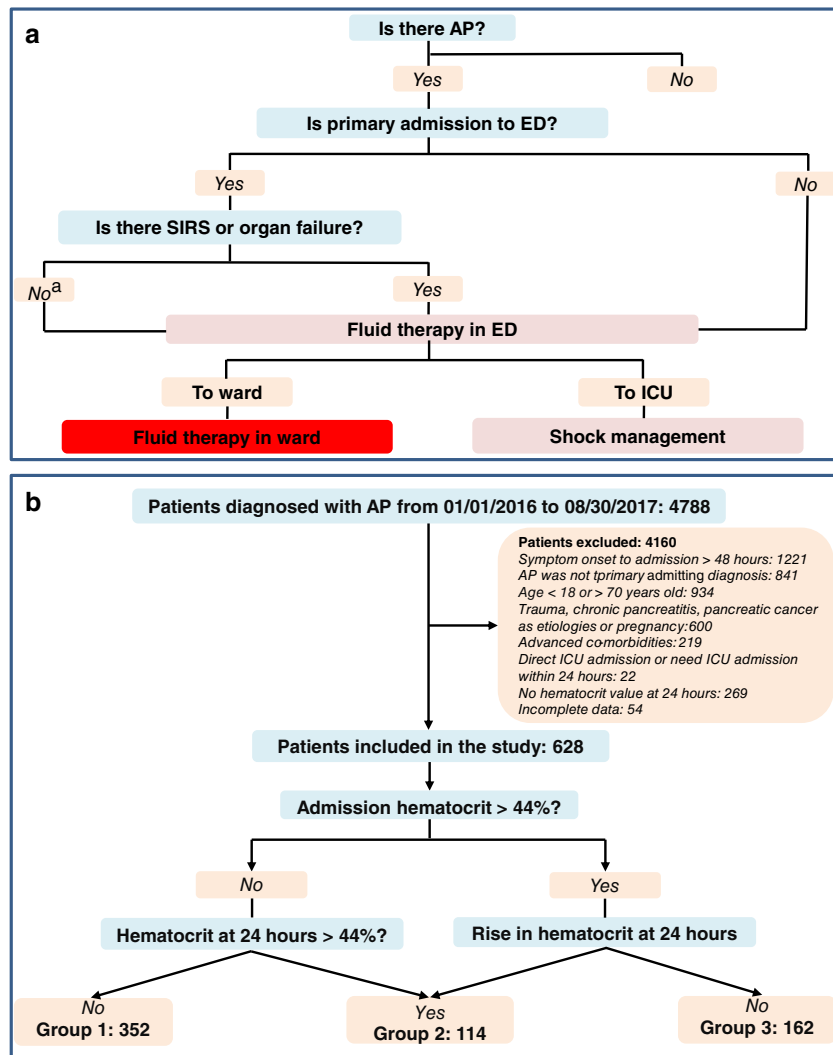 a
Is there AP?
Yes
No
Is primary admission to ED?
Yes
No
Is there SIRS or organ failure?
Noa
Yes
Fluid therapy in ED
To ward
To ICU
Fluid therapy in ward
Shock management
b
Patients diagnosed with AP from 01/01/2016 to 08/30/2017: 4788
Patients excluded: 4160
Symptom onset to admission > 48 hours: 1221
AP was not tprimary admitting diagnosis: 841
Age < 18 or > 70 years old: 934
Trauma, chronic pancreatitis, pancreatic cancer
as etiologies or pregnancy:600
Advanced co-morbidities: 219
Direct ICU admission or need ICU admission
within 24 hours: 22
No hematocrit value at 24 hours: 269
Incomplete data: 54
Patients included in the study: 628
Admission hematocrit > 44%?
No
Yes
Hematocrit at 24 hours > 44%?
Rise in hematocrit at 24 hours
No
Group 1: 352
Yes
Group 2: 114
No
Group 3: 162